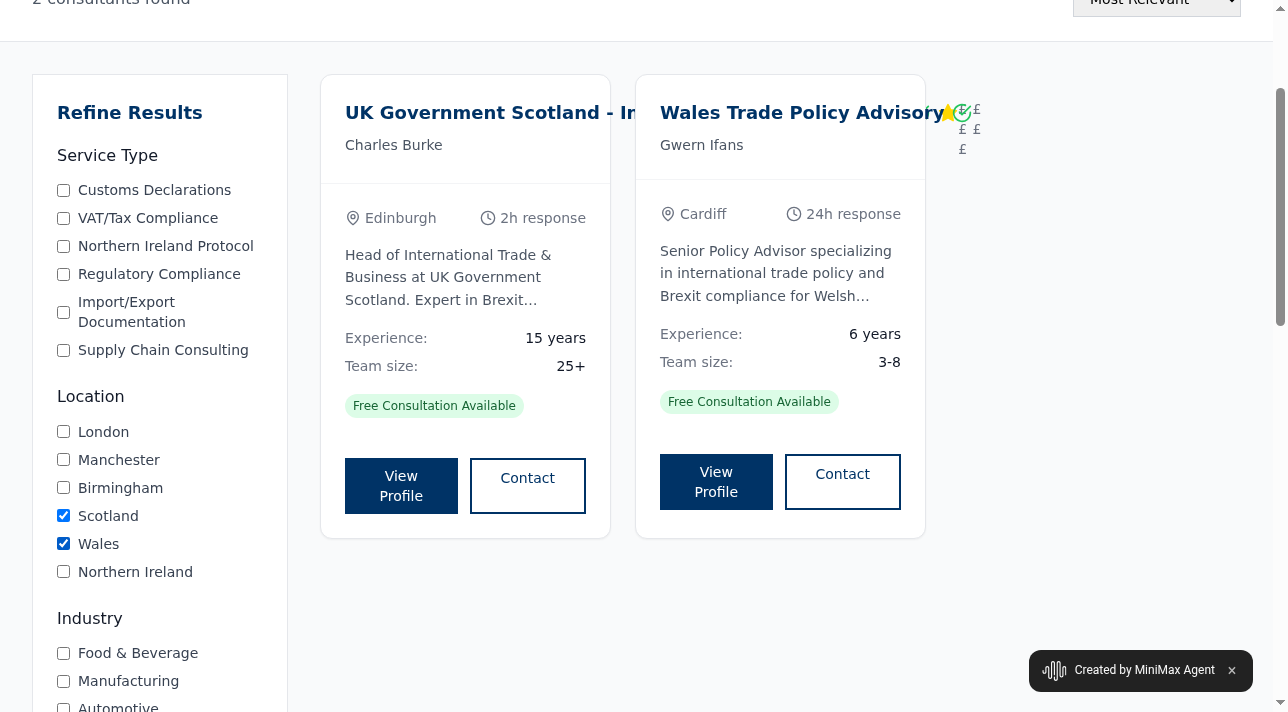 2 consultants found
Most Relevant
Refine Results
Service Type
Customs Declarations
VAT/Tax Compliance
Northern Ireland Protocol
Regulatory Compliance
Import/Export
Documentation
Supply Chain Consulting
Location
London
Manchester
Birmingham
Scotland
Wales
Northern Ireland
Industry
Food & Beverage
Manufacturing
Automotive
UK Government Scotland - In
Charles Burke
Edinburgh
2h response
Head of International Trade &
Business at UK Government
Scotland. Expert in Brexit…
Experience: 15 years
Team size: 25+
Free Consultation Available
View
Profile
Contact
Wales Trade Policy Advisory
££
££
£
Gwern Ifans
Cardiff
24h response
Senior Policy Advisor specializing
in international trade policy and
Brexit compliance for Welsh…
Experience: 6 years
Team size: 3-8
Free Consultation Available
View
Profile
Contact
Created by MiniMax Agent ×